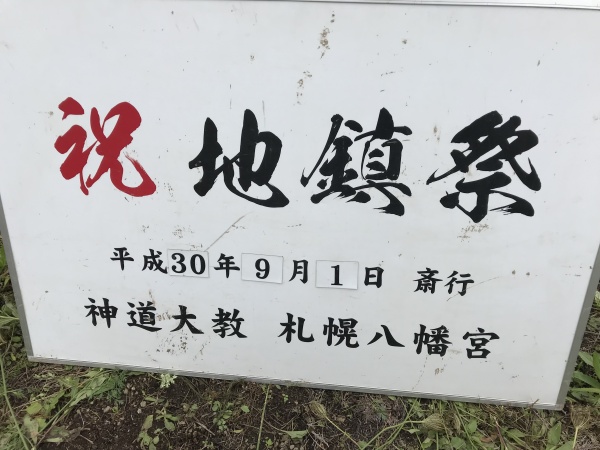 祝 地鎮祭
平成30年9月1日 斎行
神道大教 札幌八幡宮